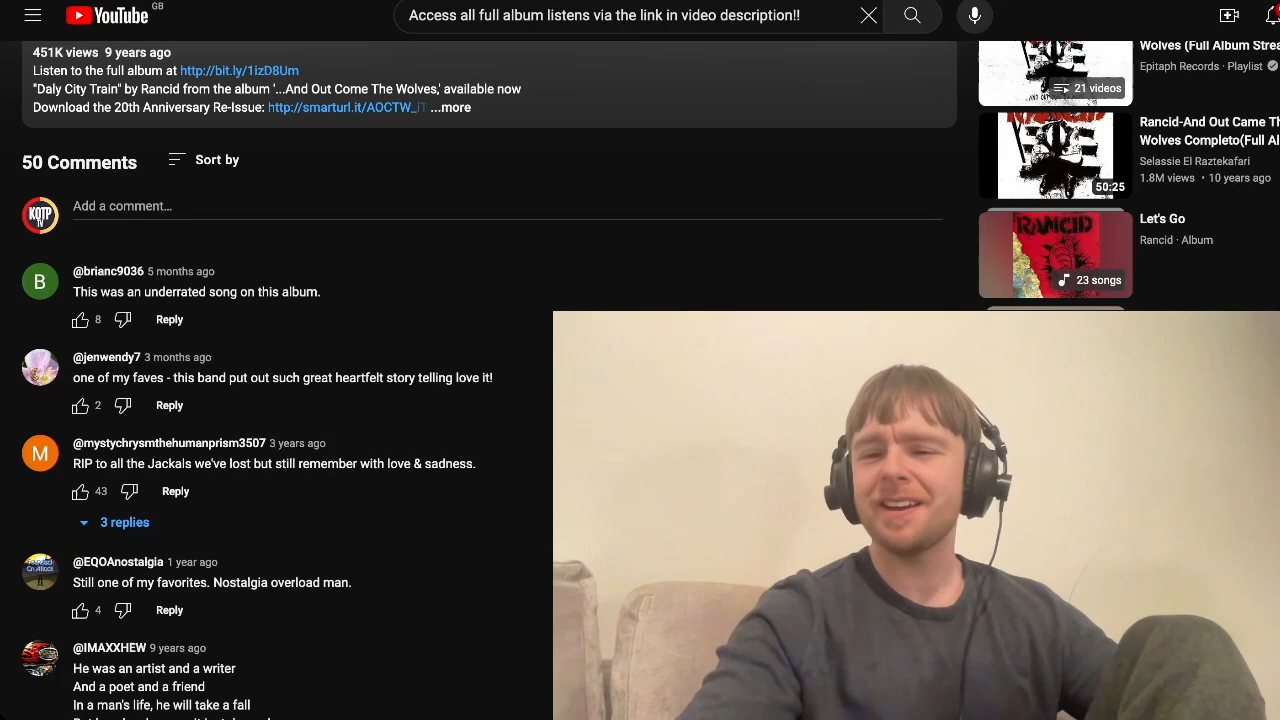 YouTube GB
Access all full album listens via the link in video description!!
451K views 9 years ago
Listen to the full album at http://bit.ly/1izD8Um
"Daly City Train" by Rancid from the album '...And Out Come The Wolves,' available now
Download the 20th Anniversary Re-Issue: http://smarturl.it/AOCTW_iT ...more
50 Comments
Sort by
KOTP
TV
Add a comment...
B
@brianc9036 5 months ago
This was an underrated song on this album.
8
Reply
@jenwendy7 3 months ago
one of my faves - this band put out such great heartfelt story telling love it!
2
Reply
M
@mystychrysmthehumanprism3507 3 years ago
RIP to all the Jackals we've lost but still remember with love & sadness.
43
Reply
3 replies
@EQOAnostalgia 1 year ago
Still one of my favorites. Nostalgia overload man.
4
Reply
@IMAXXHEW 9 years ago
He was an artist and a writer
And a poet and a friend
In a man's life, he will take a fall
Wolves (Full Album Strea
Epitaph Records · Playlist
21 videos
Rancid-And Out Came Th
Wolves Completo(Full Al
Selassie El Raztekafari
1.8M views · 10 years ago
50:25
Let's Go
Rancid · Album
RANCID
23 songs